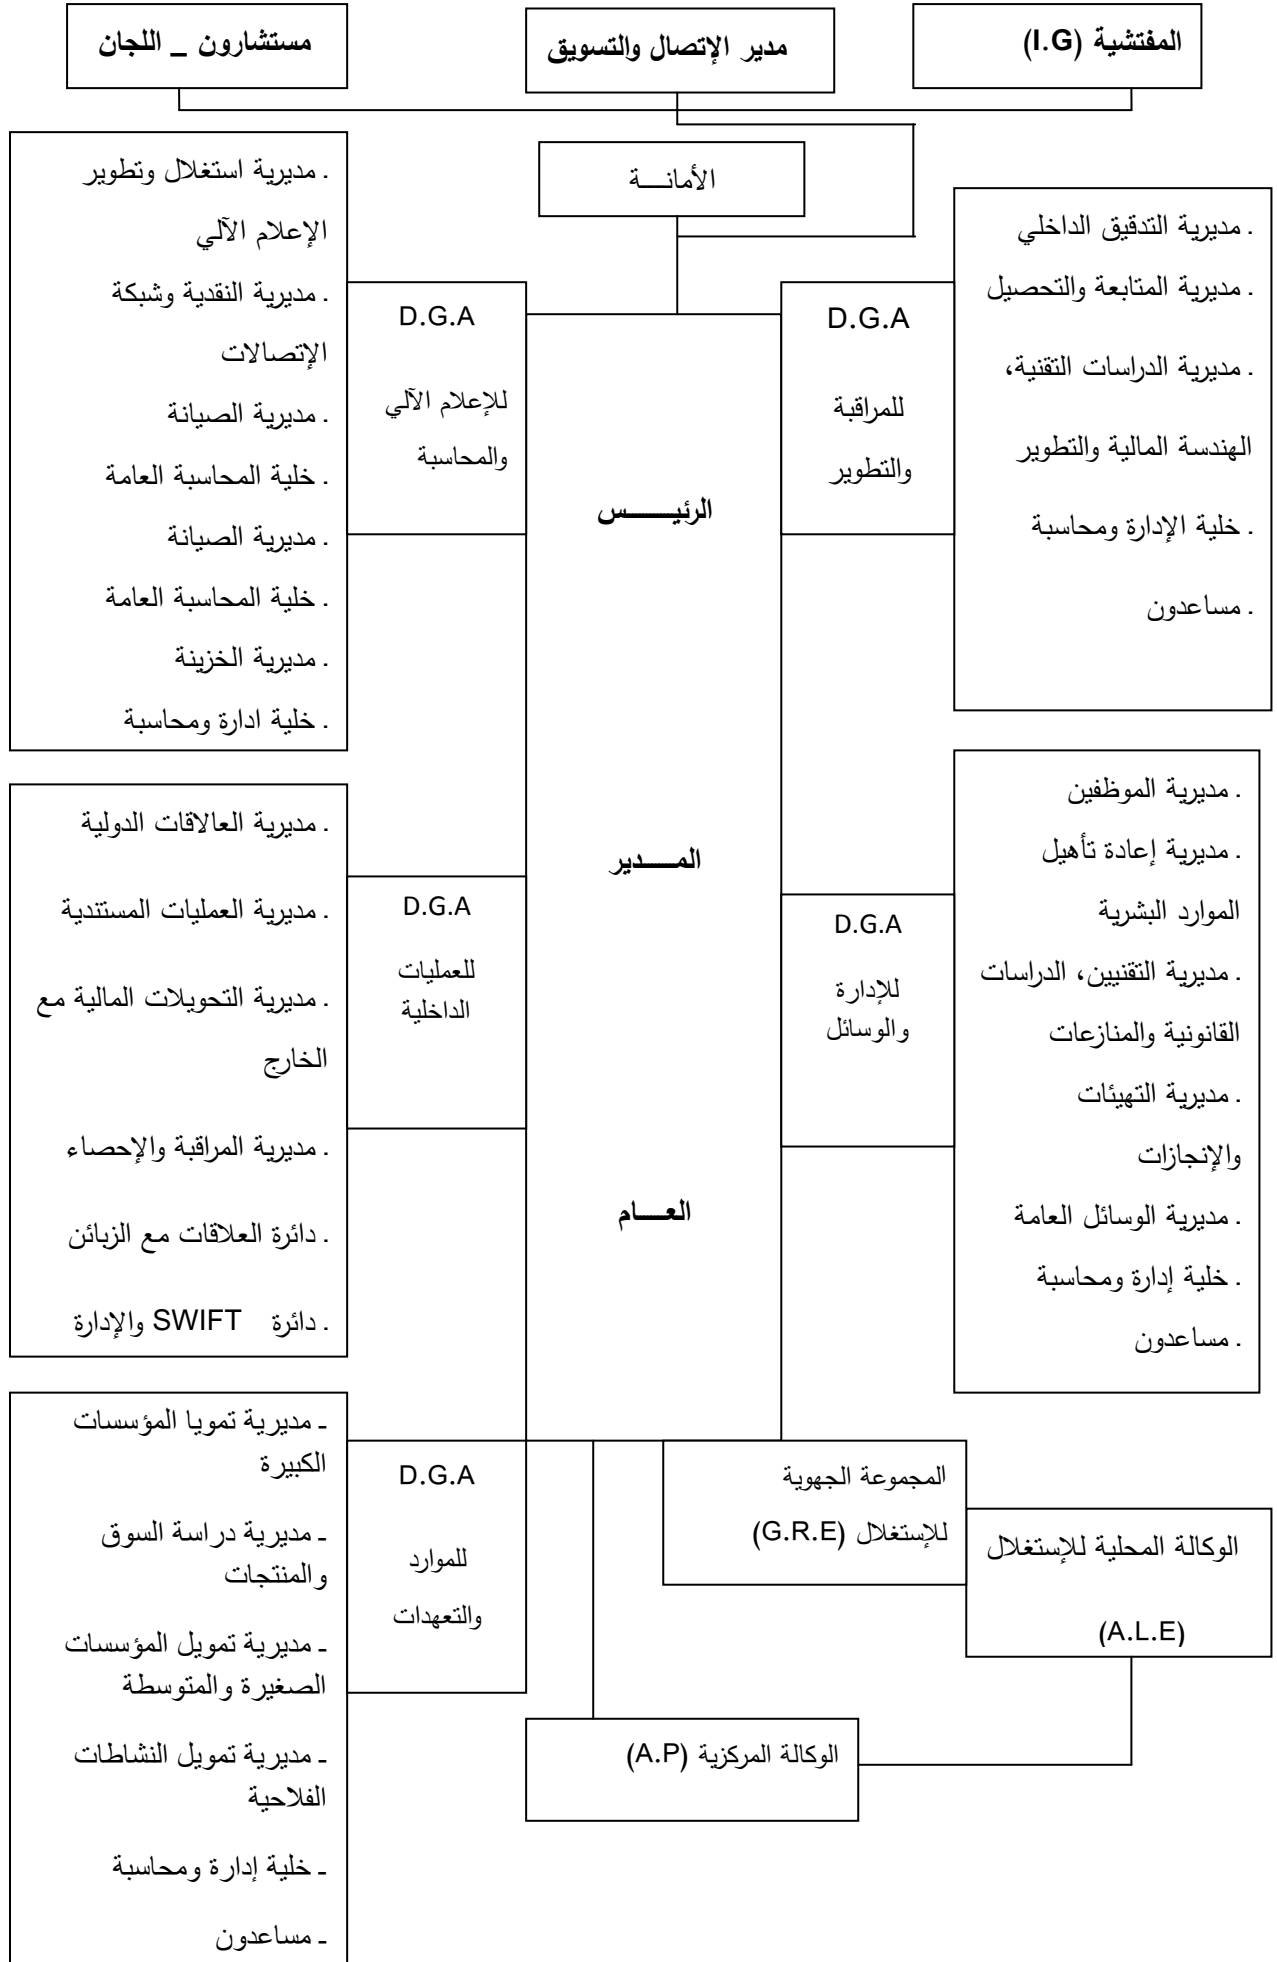 المفتشية (I.G)
مدير الإتصال والتسويق
مستشارون _ اللجان
الأمانــــة
. مديرية التدقيق الداخلي
. مديرية المتابعة والتحصيل
. مديرية الدراسات التقنية،
الهندسة المالية والتطوير
. خلية الإدارة ومحاسبة
. مساعدون
D.G.A
للمراقبة
والتطوير
الرئيـــــــس
المـــــدير
العــــام
D.G.A
للإعلام الآلي
والمحاسبة
. مديرية استغلال وتطوير
الإعلام الآلي
. مديرية النقدية وشبكة
الإتصالات
. مديرية الصيانة
. خلية المحاسبة العامة
. مديرية الصيانة
. خلية المحاسبة العامة
. مديرية الخزينة
. خلية ادارة ومحاسبة
. مديرية الموظفين
. مديرية إعادة تأهيل
الموارد البشرية
. مديرية التقنيين، الدراسات
القانونية والمنازعات
. مديرية التهيئات
والإنجازات
. مديرية الوسائل العامة
. خلية إدارة ومحاسبة
. مساعدون
D.G.A
للإدارة
والوسائل
D.G.A
للعمليات
الداخلية
. مديرية العالاقات الدولية
. مديرية العمليات المستندية
. مديرية التحويلات المالية مع
الخارج
. مديرية المراقبة والإحصاء
. دائرة العلاقات مع الزبائن
. دائرة SWIFT والإدارة
الوكالة المحلية للإستغلال
(A.L.E)
المجموعة الجهوية
للإستغلال (G.R.E)
الوكالة المركزية (A.P)
D.G.A
للموارد
والتعهدات
ـ مديرية تمويا المؤسسات
الكبيرة
ـ مديرية دراسة السوق
والمنتجات
ـ مديرية تمويل المؤسسات
الصغيرة والمتوسطة
ـ مديرية تمويل النشاطات
الفلاحية
ـ خلية إدارة ومحاسبة
ـ مساعدون